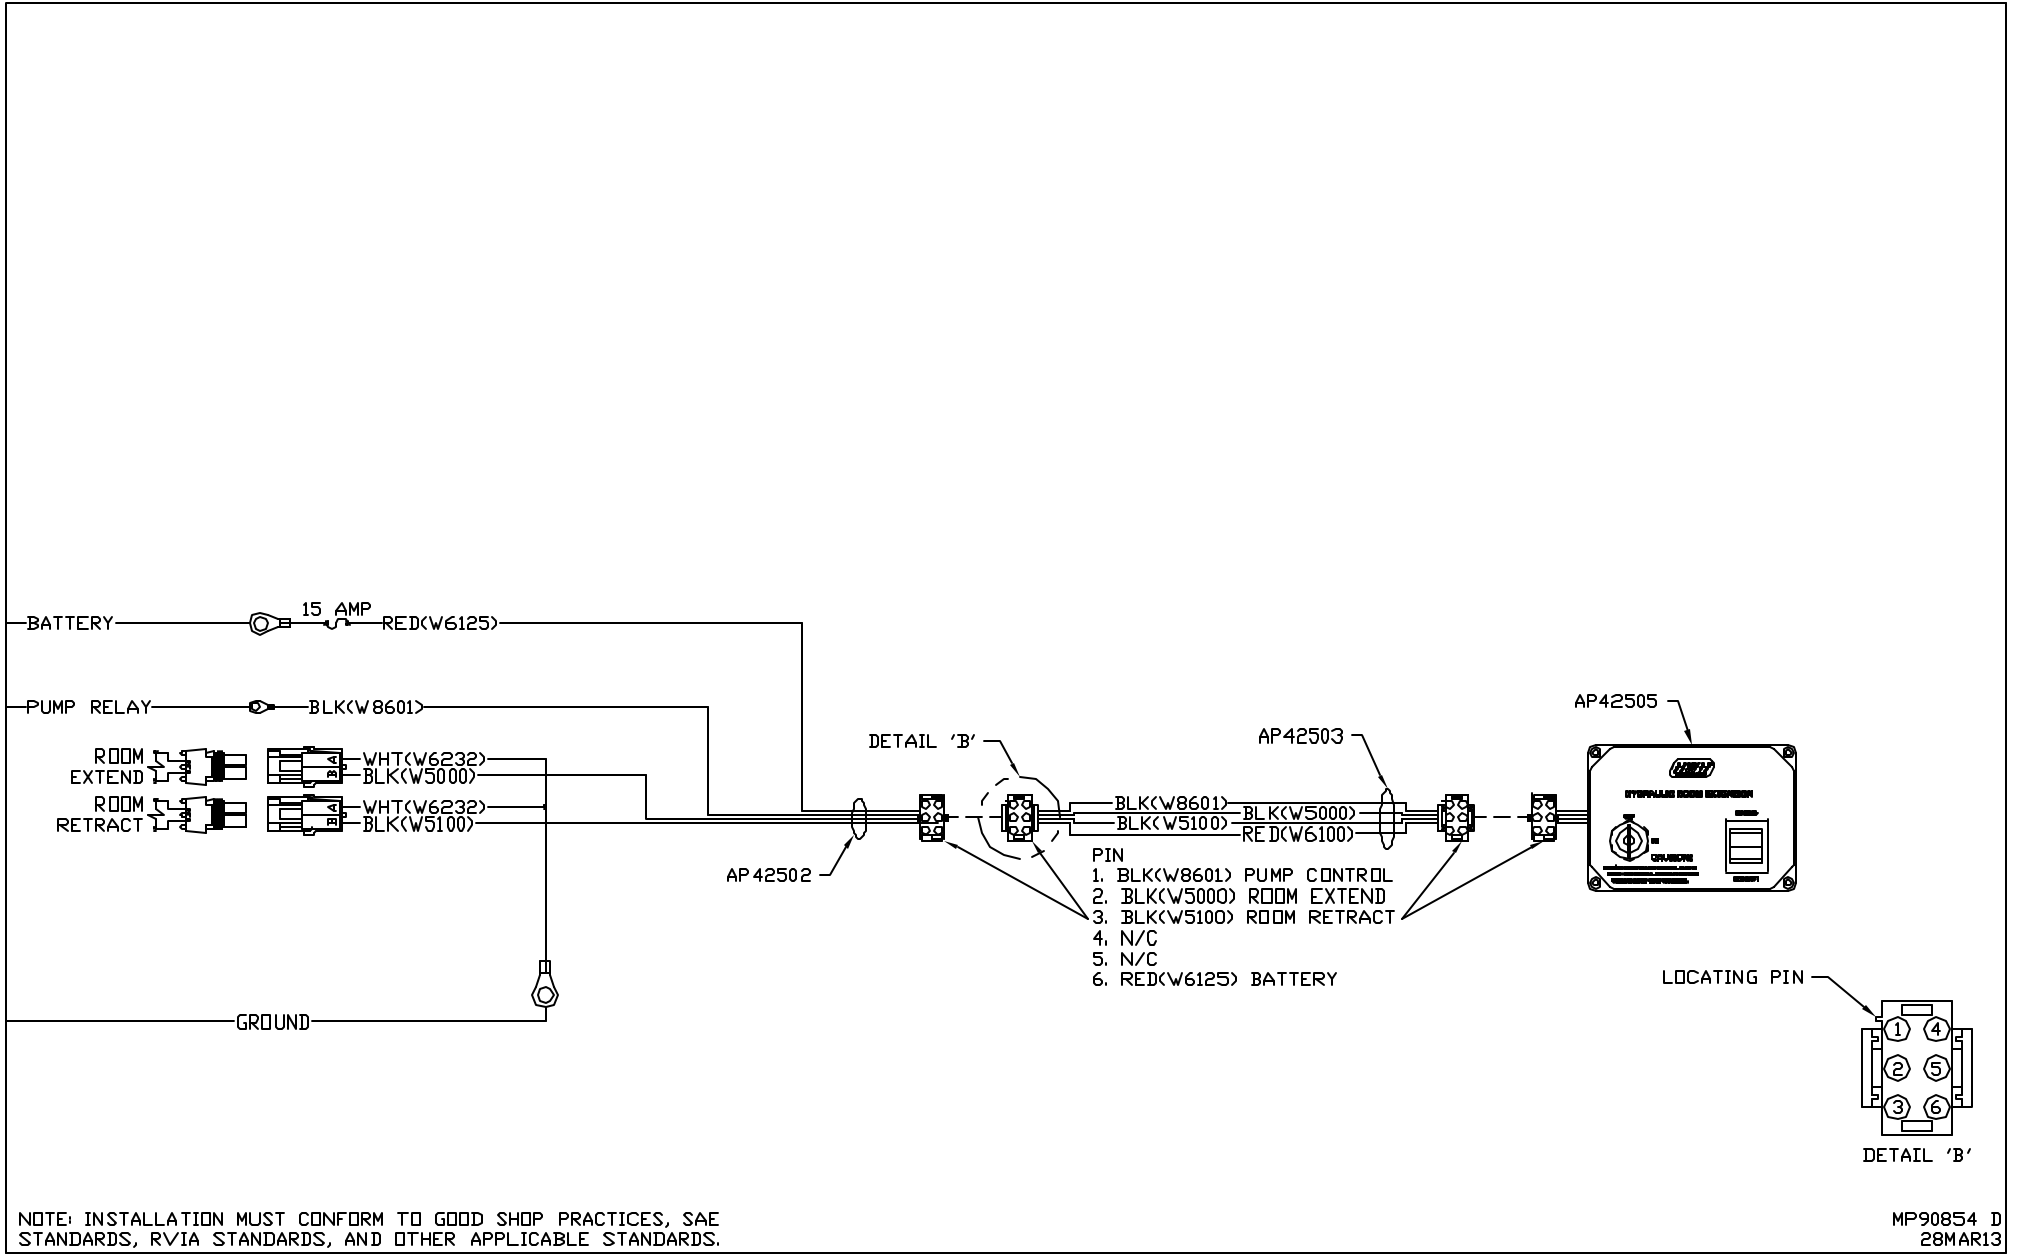 15 AMP
BATTERY RED(W6125)
PUMP RELAY BLK(W8601)
AP42505
AP42503
DETAIL 'B'
ROOM
EXTEND
A WHT(W6232)
B BLK(W5000)
ROOM
RETRACT
A WHT(W6232)
B BLK(W5100)
BLK(W8601)
BLK(W5000)
BLK(W5100)
RED(W6100)
HYDRAULIC ROOM EXTENSION
AP42502
PIN
1. BLK(W8601) PUMP CONTROL
2. BLK(W5000) ROOM EXTEND
3. BLK(W5100) ROOM RETRACT
4. N/C
5. N/C
6. RED(W6125) BATTERY
GROUND
LOCATING PIN
1 4
2 5
3 6
DETAIL 'B'
NOTE: INSTALLATION MUST CONFORM TO GOOD SHOP PRACTICES, SAE
STANDARDS, RVIA STANDARDS, AND OTHER APPLICABLE STANDARDS.
MP90854 D
28MAR13